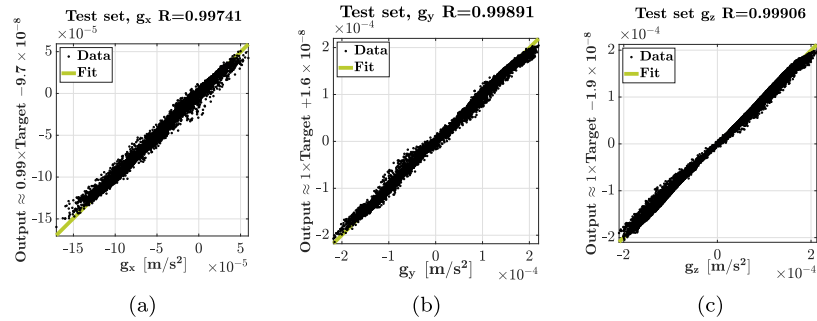 Test set, gx R=0.99741
×10⁻⁵
Output ≈ 0.99×Target −9.7 × 10⁻⁸
Data
Fit
5
0
-5
-10
-15
-15
-10
-5
0
5
×10⁻⁵
gx [m/s²]
(a)
Test set, gy R=0.99891
×10⁻⁴
Output ≈ 1×Target +1.6 × 10⁻⁸
Data
Fit
2
1
0
-1
-2
-2
-1
0
1
2
×10⁻⁴
gy [m/s²]
(b)
Test set gz R=0.99906
×10⁻⁴
Output ≈ 1×Target −1.9 × 10⁻⁸
Data
Fit
2
1
0
-1
-2
-2
0
2
×10⁻⁴
gz [m/s²]
(c)